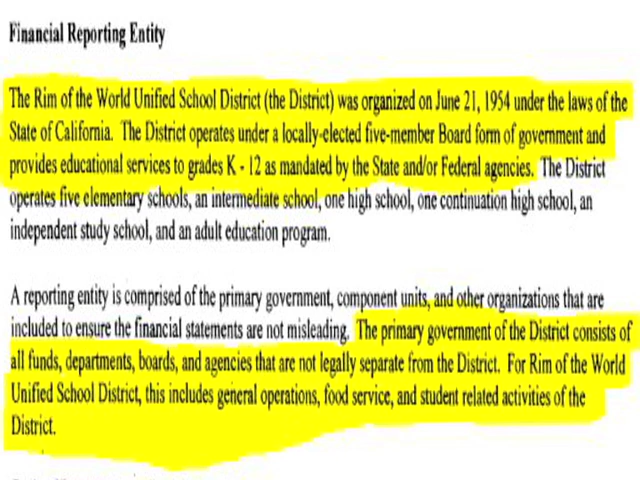 Financial Reporting Entity
The Rim of the World Unified School District (the District) was organized on June 21, 1954 under the laws of the
State of California. The District operates under a locally-elected five-member Board form of government and
provides educational services to grades K - 12 as mandated by the State and/or Federal agencies. The District
operates five elementary schools, an intermediate school, one high school, one continuation high school, an
independent study school, and an adult education program.
A reporting entity is comprised of the primary government, component units, and other organizations that are
included to ensure the financial statements are not misleading. The primary government of the District consists of
all funds, departments, boards, and agencies that are not legally separate from the District. For Rim of the World
Unified School District, this includes general operations, food service, and student related activities of the
District.